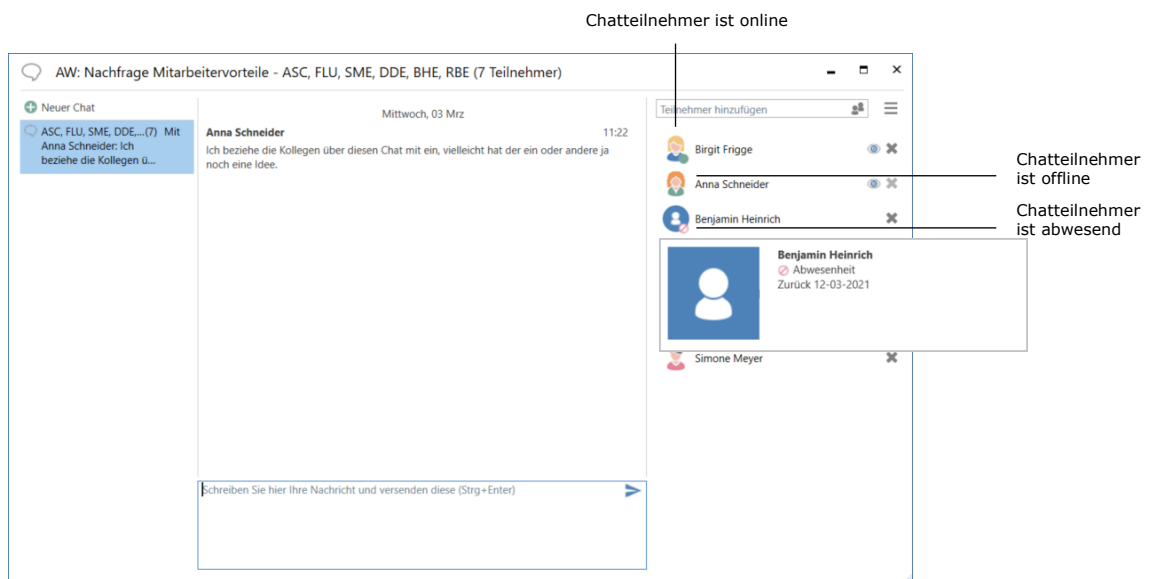 Chatteilnehmer ist online
AW: Nachfrage Mitarbeitervorteile - ASC, FLU, SME, DDE, BHE, RBE (7 Teilnehmer)
Neuer Chat
ASC, FLU, SME, DDE,...(7) Mit
Anna Schneider: Ich
beziehe die Kollegen ü...
Mittwoch, 03 Mrz
Anna Schneider 11:22
Ich beziehe die Kollegen über diesen Chat mit ein, vielleicht hat der ein oder andere ja
noch eine Idee.
Schreiben Sie hier Ihre Nachricht und versenden diese (Strg+Enter)
Teilnehmer hinzufügen
Birgit Frigge
Anna Schneider
Benjamin Heinrich
Benjamin Heinrich
Abwesenheit
Zurück 12-03-2021
Simone Meyer
Chatteilnehmer
ist offline
Chatteilnehmer
ist abwesend